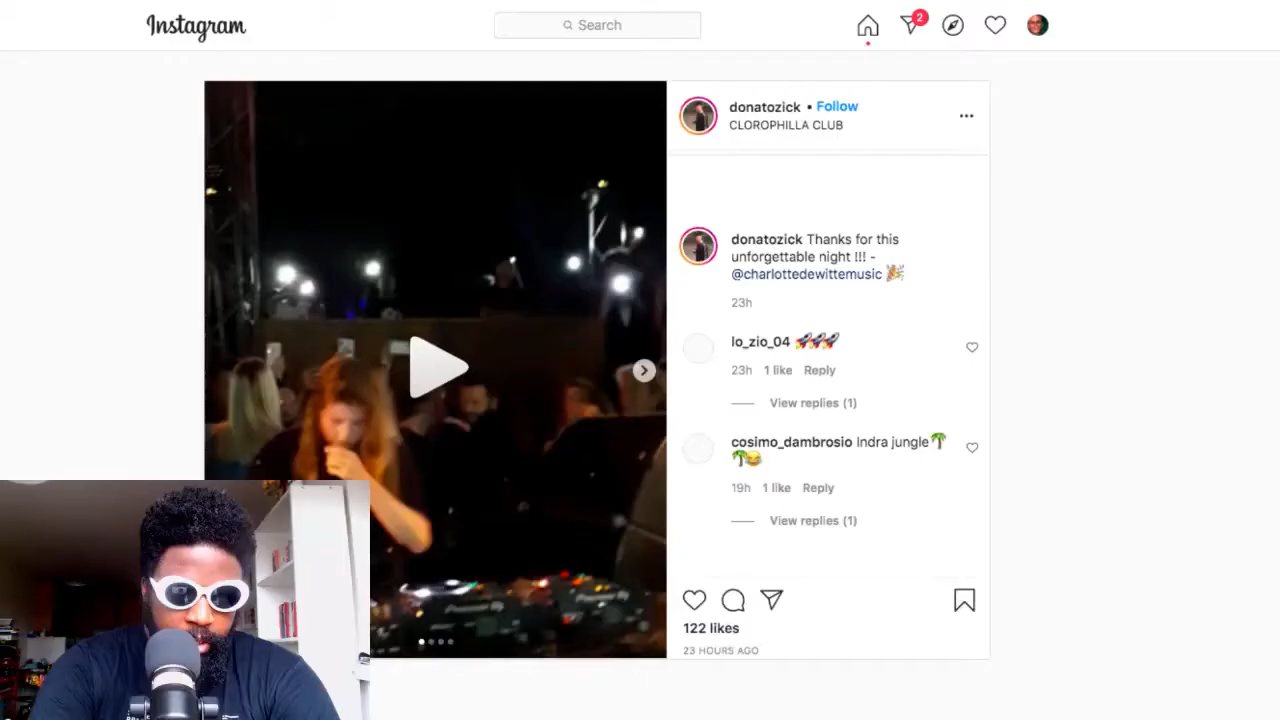 Instagram
Search
2
donatozick • Follow
CLOROPHILLA CLUB
donatozick Thanks for this
unforgettable night !!! -
@charlottedewittemusic 🎉
23h
lo_zio_04 🚀🚀🚀
23h 1 like Reply
View replies (1)
cosimo_dambrosio Indra jungle🌴
🌴😂
19h 1 like Reply
View replies (1)
122 likes
23 HOURS AGO
Pioneer DJ